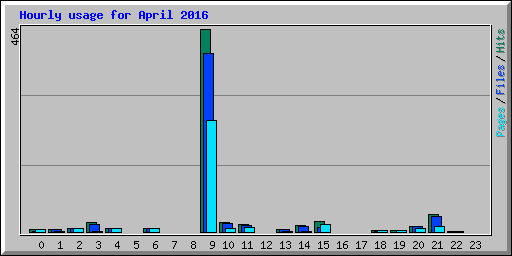 Hourly usage for April 2016
464
Pages/Files/Hits
0 1 2 3 4 5 6 7 8 9 10 11 12 13 14 15 16 17 18 19 20 21 22 23